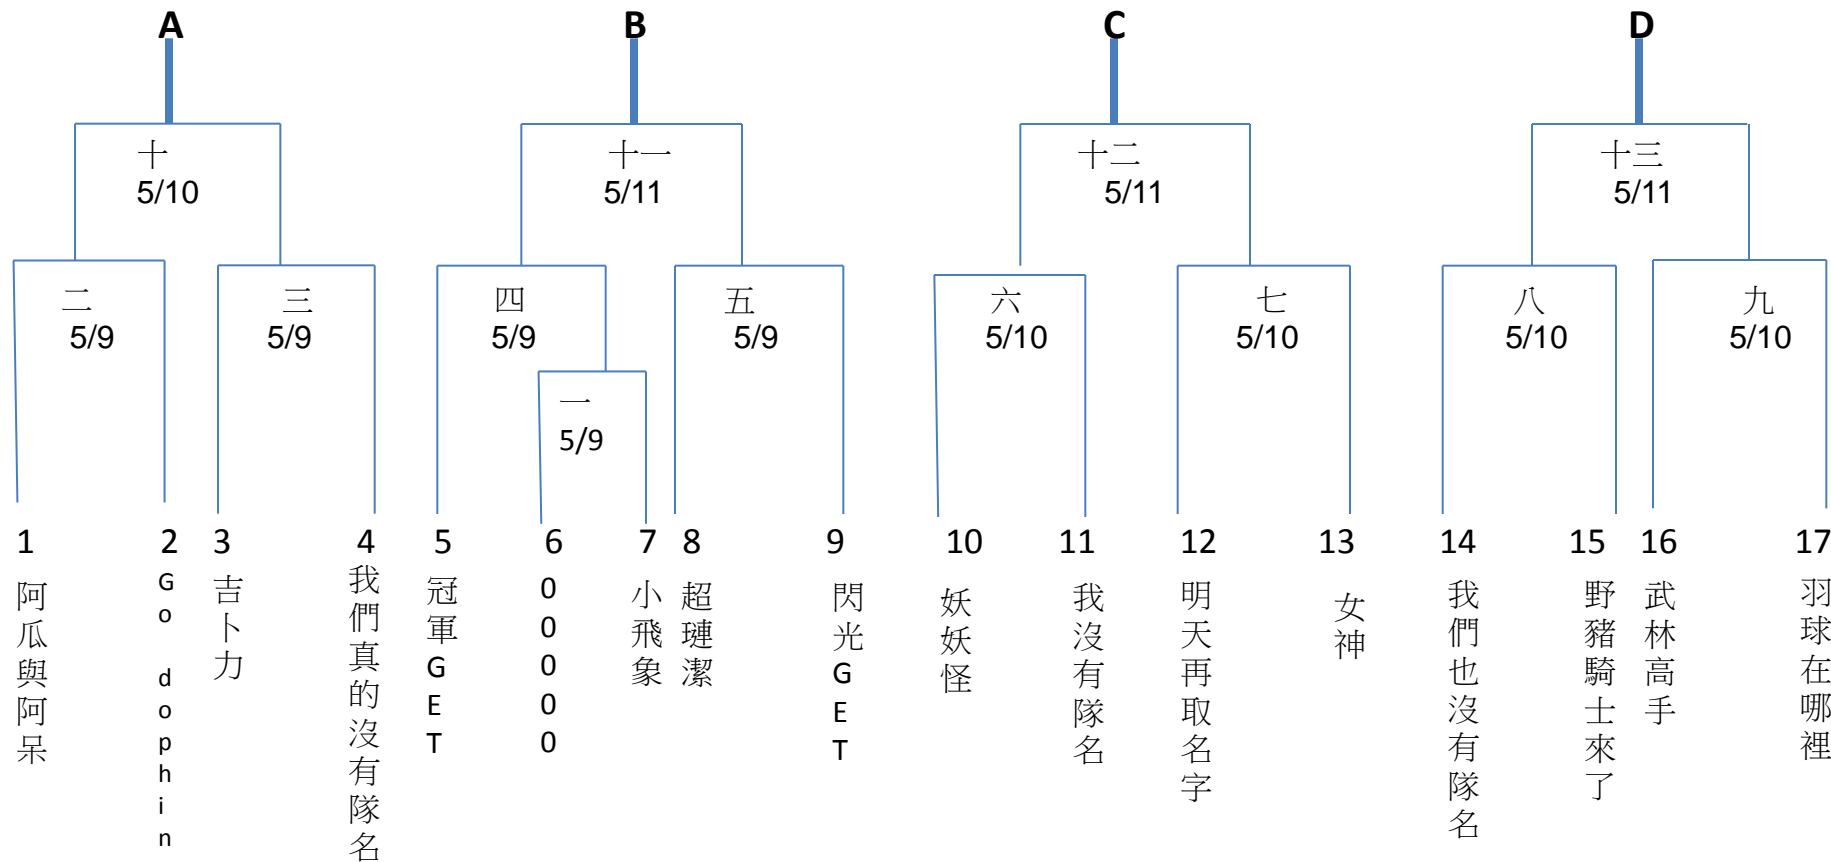 A
B
C
D
十
5/10
十一
5/11
十二
5/11
十三
5/11
二
5/9
三
5/9
四
5/9
五
5/9
六
5/10
七
5/10
八
5/10
九
5/10
一
5/9
1
2
3
4
5
6
7
8
9
10
11
12
13
14
15
16
17
阿瓜與阿呆
Go dophin
吉卜力
我們真的沒有隊名
冠軍GET
00000
小飛象
超璉潔
閃光GET
妖妖怪
我沒有隊名
明天再取名字
女神
我們也沒有隊名
野豬騎士來了
武林高手
羽球在哪裡